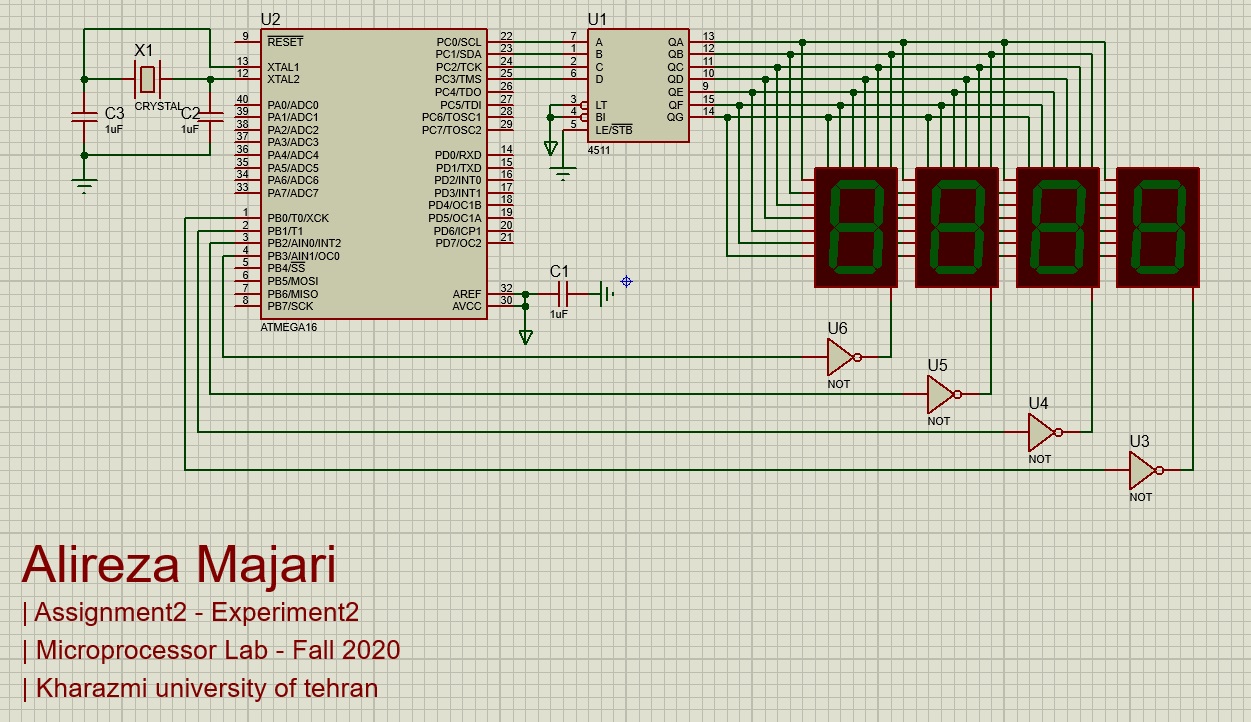 U2
U1
9 RESET PC0/SCL 22 7 A QA 13
PC1/SDA 23 1 B QB 12
X1
13 XTAL1 PC2/TCK 24 2 C QC 11
12 XTAL2 PC3/TMS 25 6 D QD 10
PC4/TDO 26 QE 9
CRYSTAL
40 PA0/ADC0 PC5/TDI 27 3 LT QF 15
C3
C2
39 PA1/ADC1 PC6/TOSC1 28 4 BI QG 14
1uF
1uF
38 PA2/ADC2 PC7/TOSC2 29 5 LE/STB
37 PA3/ADC3
4511
36 PA4/ADC4 PD0/RXD 14
35 PA5/ADC5 PD1/TXD 15
34 PA6/ADC6 PD2/INT0 16
33 PA7/ADC7 PD3/INT1 17
PD4/OC1B 18
1 PB0/T0/XCK PD5/OC1A 19
2 PB1/T1 PD6/ICP1 20
3 PB2/AIN0/INT2 PD7/OC2 21
4 PB3/AIN1/OC0
5 PB4/SS
6 PB5/MOSI
C1
7 PB6/MISO AREF 32
8 PB7/SCK AVCC 30
1uF
ATMEGA16
U6
NOT
U5
NOT
U4
NOT
U3
NOT
Alireza Majari
| Assignment2 - Experiment2
| Microprocessor Lab - Fall 2020
| Kharazmi university of tehran